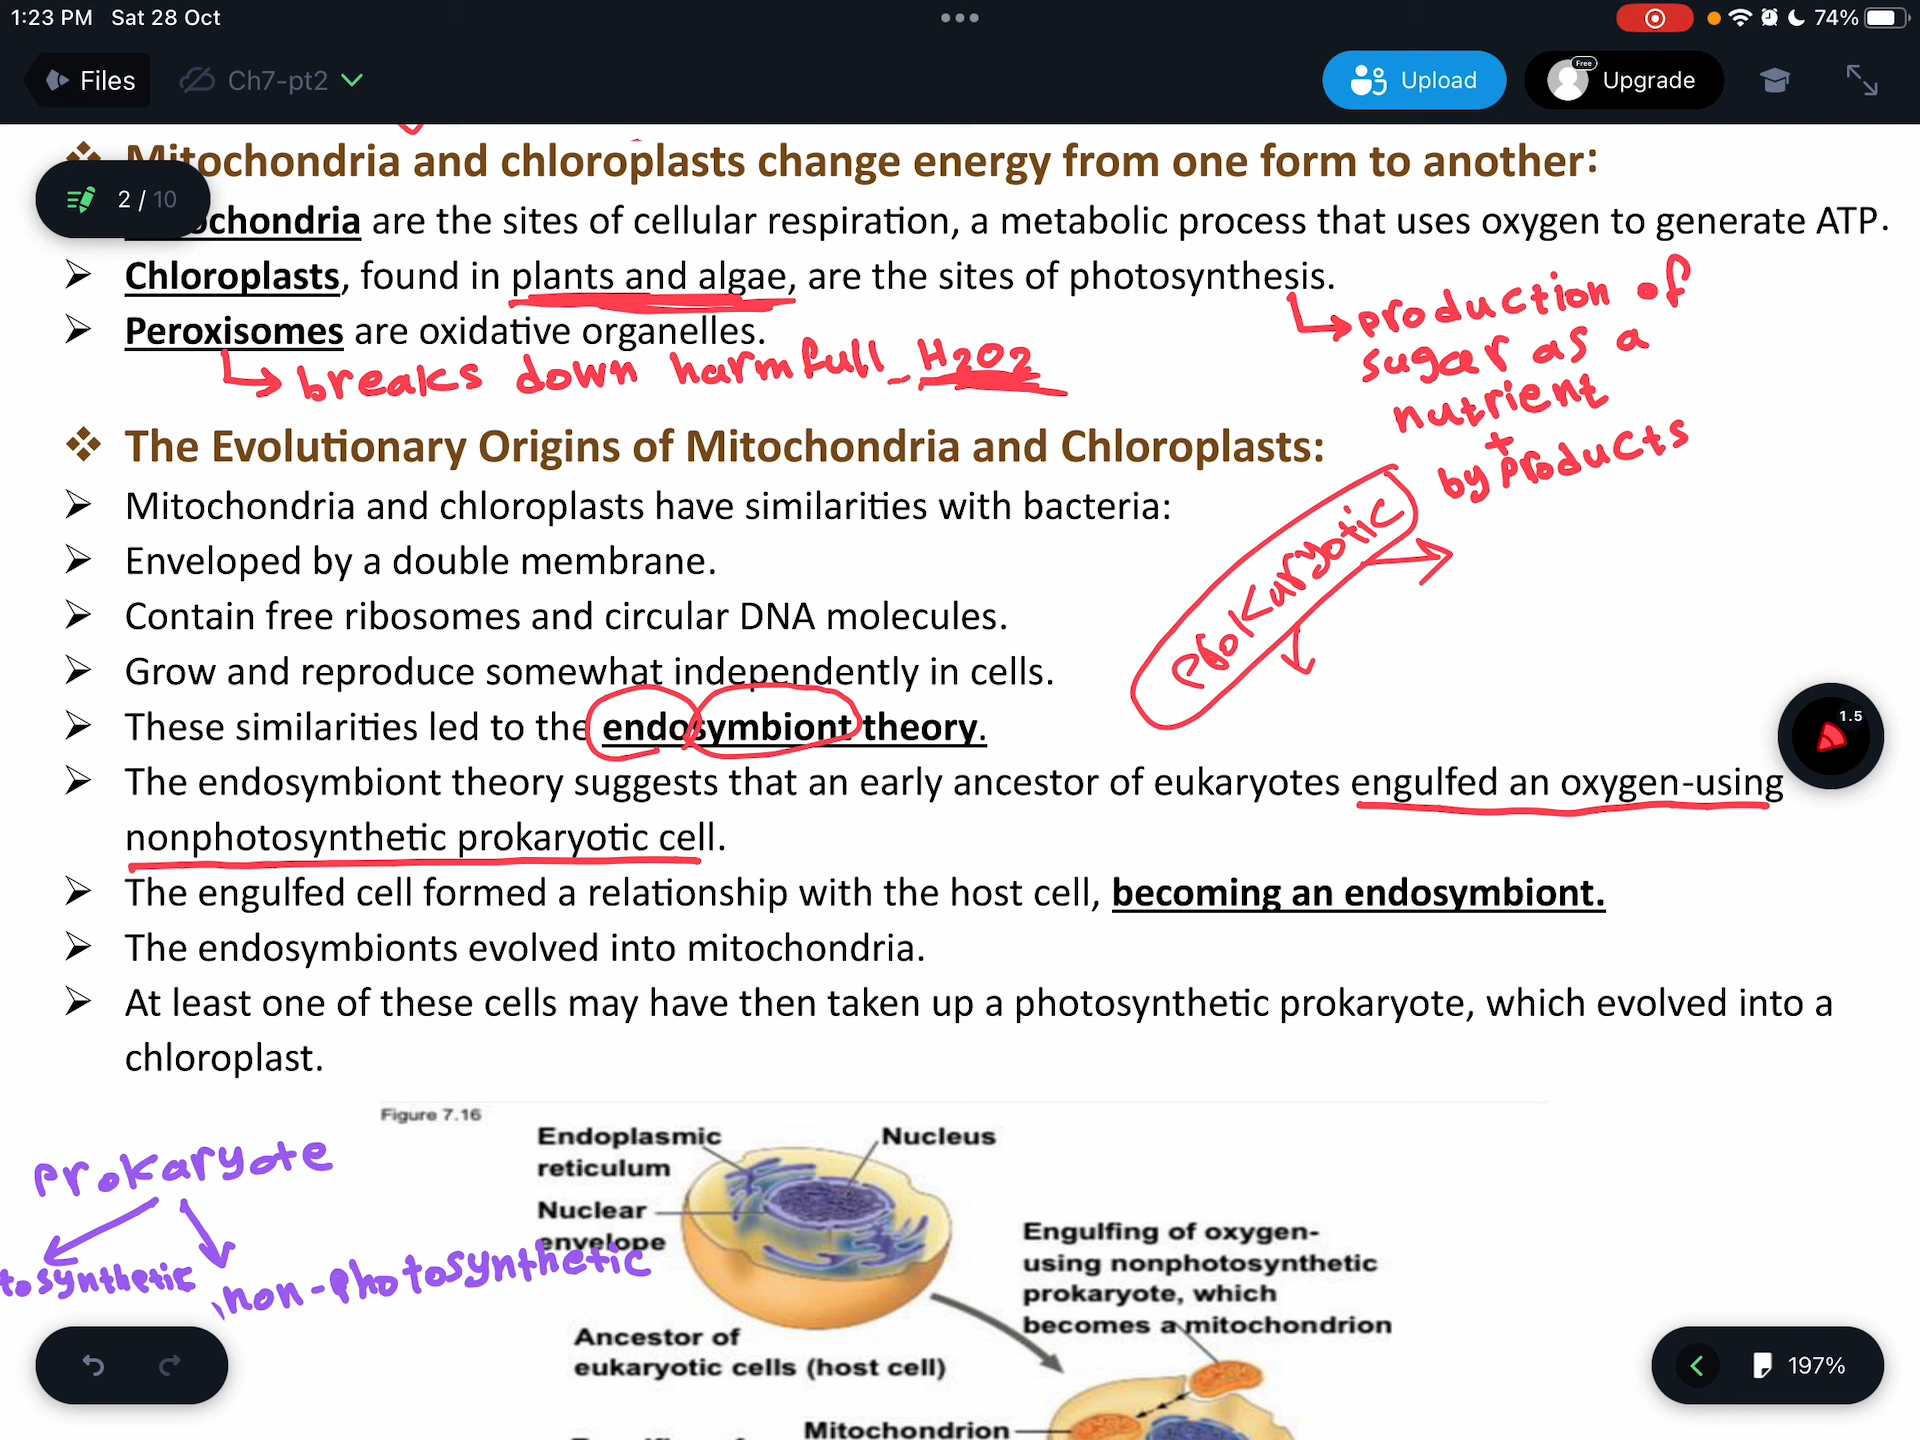 1:23 PM Sat 28 Oct
74%
Files
Ch7-pt2
Upload
Free
Upgrade
Mitochondria and chloroplasts change energy from one form to another:
2 / 10
ochondria are the sites of cellular respiration, a metabolic process that uses oxygen to generate ATP.
Chloroplasts, found in plants and algae, are the sites of photosynthesis.
production of
sugar as a
nutrient
+
by products
Peroxisomes are oxidative organelles.
breaks down harmfull H2O2
The Evolutionary Origins of Mitochondria and Chloroplasts:
Mitochondria and chloroplasts have similarities with bacteria:
Prokaryotic
Enveloped by a double membrane.
Contain free ribosomes and circular DNA molecules.
Grow and reproduce somewhat independently in cells.
These similarities led to the endosymbiont theory.
1.5
The endosymbiont theory suggests that an early ancestor of eukaryotes engulfed an oxygen-using
nonphotosynthetic prokaryotic cell.
The engulfed cell formed a relationship with the host cell, becoming an endosymbiont.
The endosymbionts evolved into mitochondria.
At least one of these cells may have then taken up a photosynthetic prokaryote, which evolved into a
chloroplast.
Figure 7.16
Prokaryote
tosynthetic
non-photosynthetic
Endoplasmic
reticulum
Nucleus
Nuclear
envelope
Engulfing of oxygen-
using nonphotosynthetic
prokaryote, which
becomes a mitochondrion
Ancestor of
eukaryotic cells (host cell)
Mitochondrion
197%